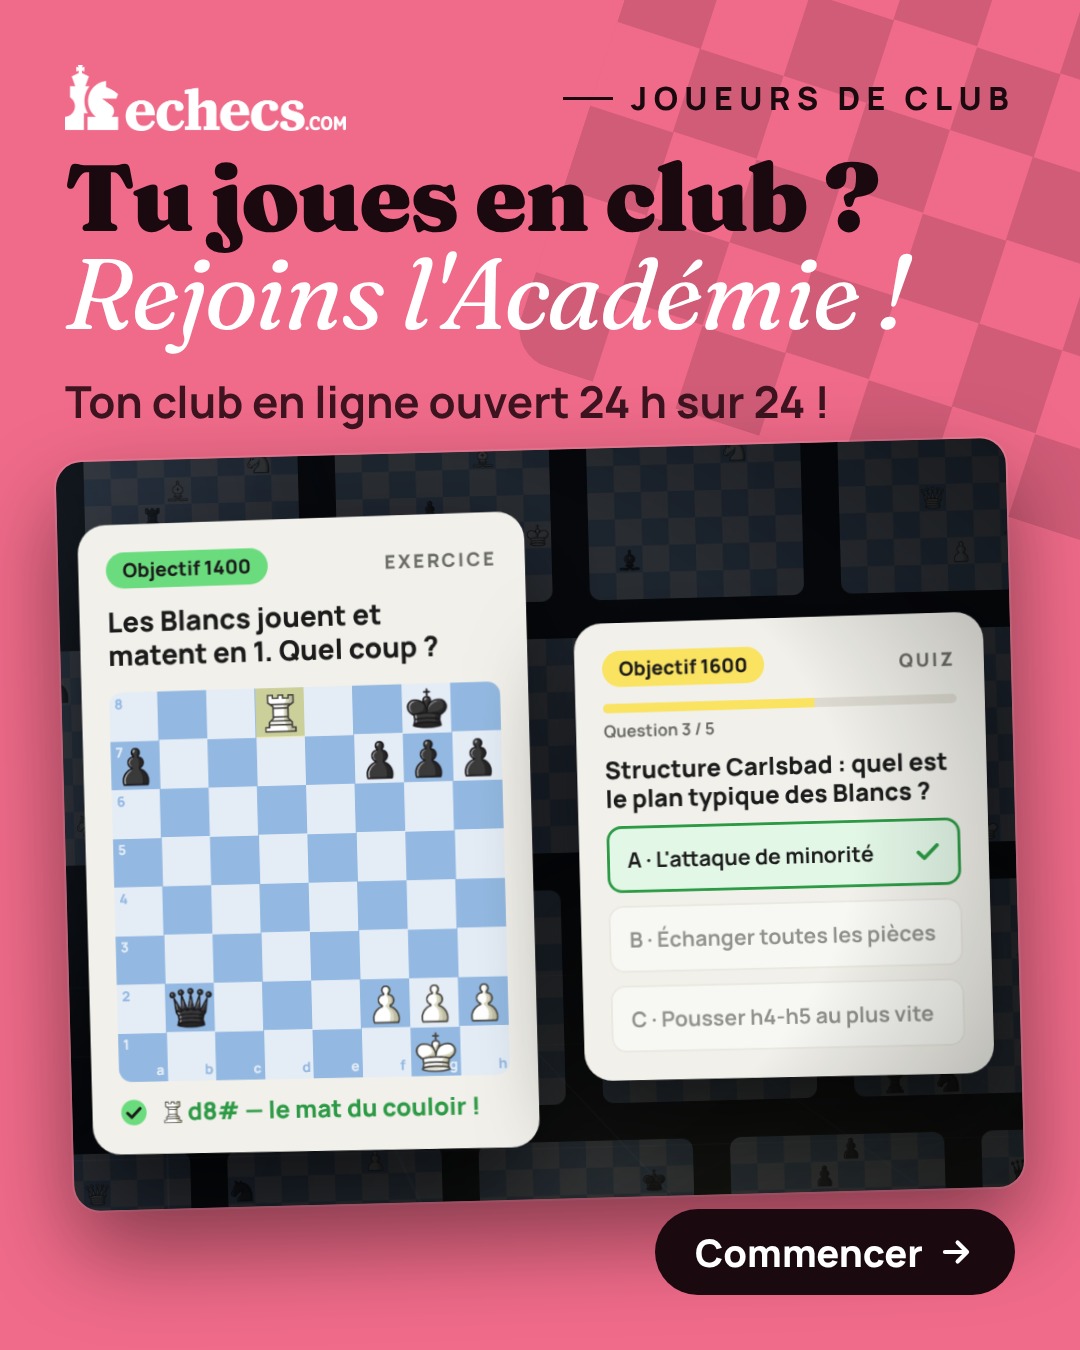 echecs.COM
JOUEURS DE CLUB
Tu joues en club ?
Rejoins l'Académie !
Ton club en ligne ouvert 24 h sur 24 !
Objectif 1400
EXERCICE
Les Blancs jouent et
matent en 1. Quel coup ?
8
7
6
5
4
3
2
1
a b c d e f g h
♖d8# — le mat du couloir !
Objectif 1600
QUIZ
Question 3 / 5
Structure Carlsbad : quel est
le plan typique des Blancs ?
A · L'attaque de minorité
B · Échanger toutes les pièces
C · Pousser h4-h5 au plus vite
Commencer →